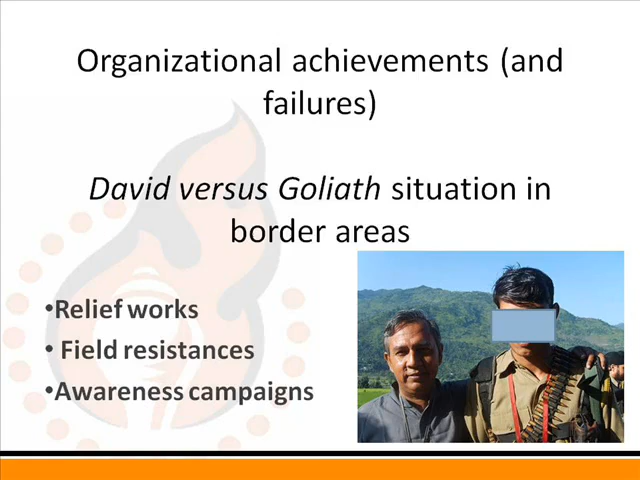 Organizational achievements (and
failures)
David versus Goliath situation in
border areas
•Relief works
• Field resistances
•Awareness campaigns